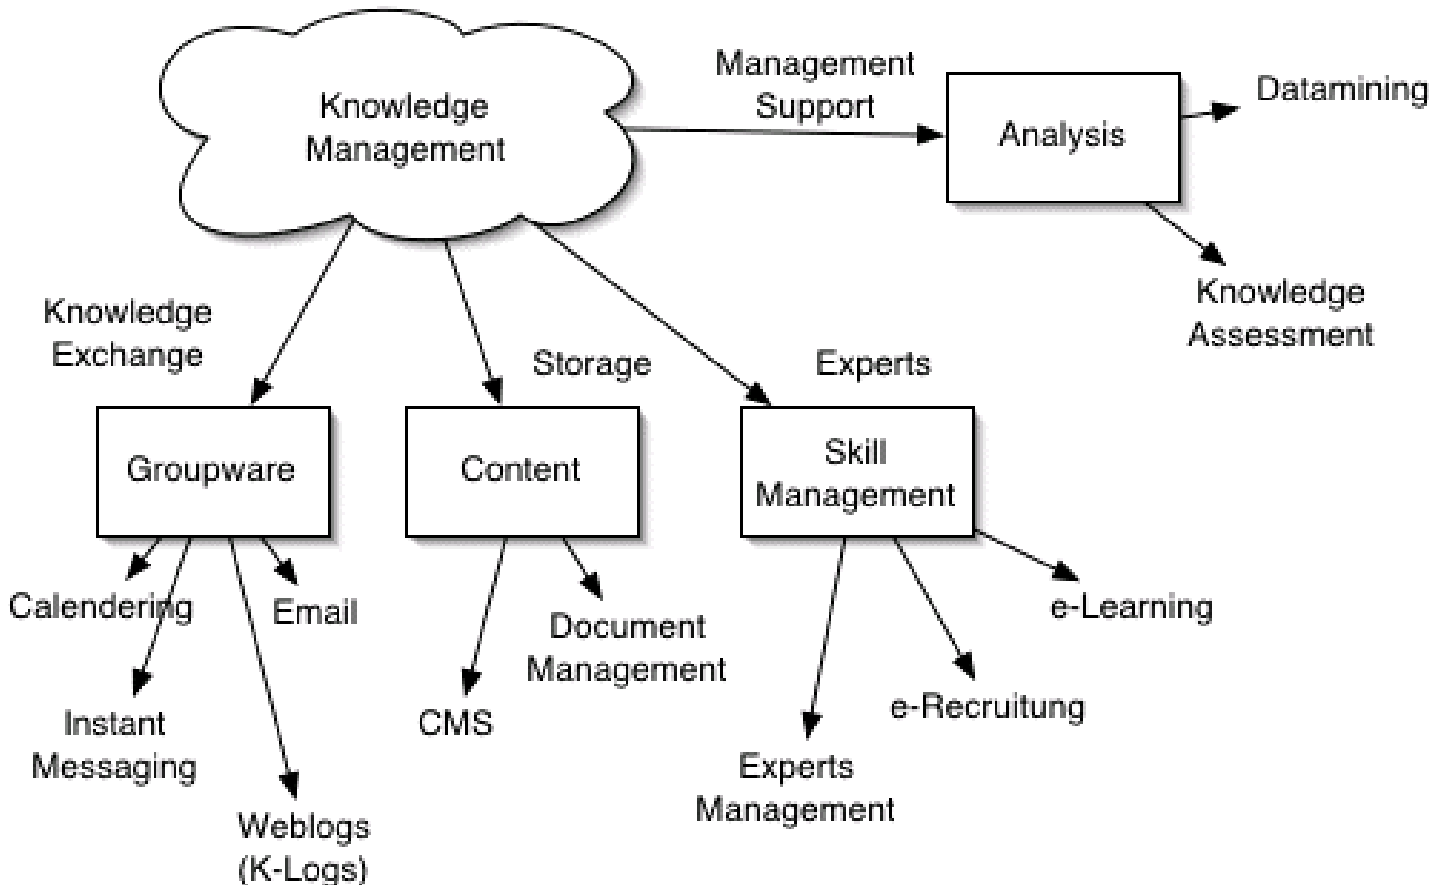 Knowledge
Management
Management
Support
Analysis
Datamining
Knowledge
Assessment
Knowledge
Exchange
Storage
Experts
Groupware
Content
Skill
Management
Calendering
Email
Instant
Messaging
Weblogs
(K-Logs)
CMS
Document
Management
Experts
Management
e-Recruitung
e-Learning